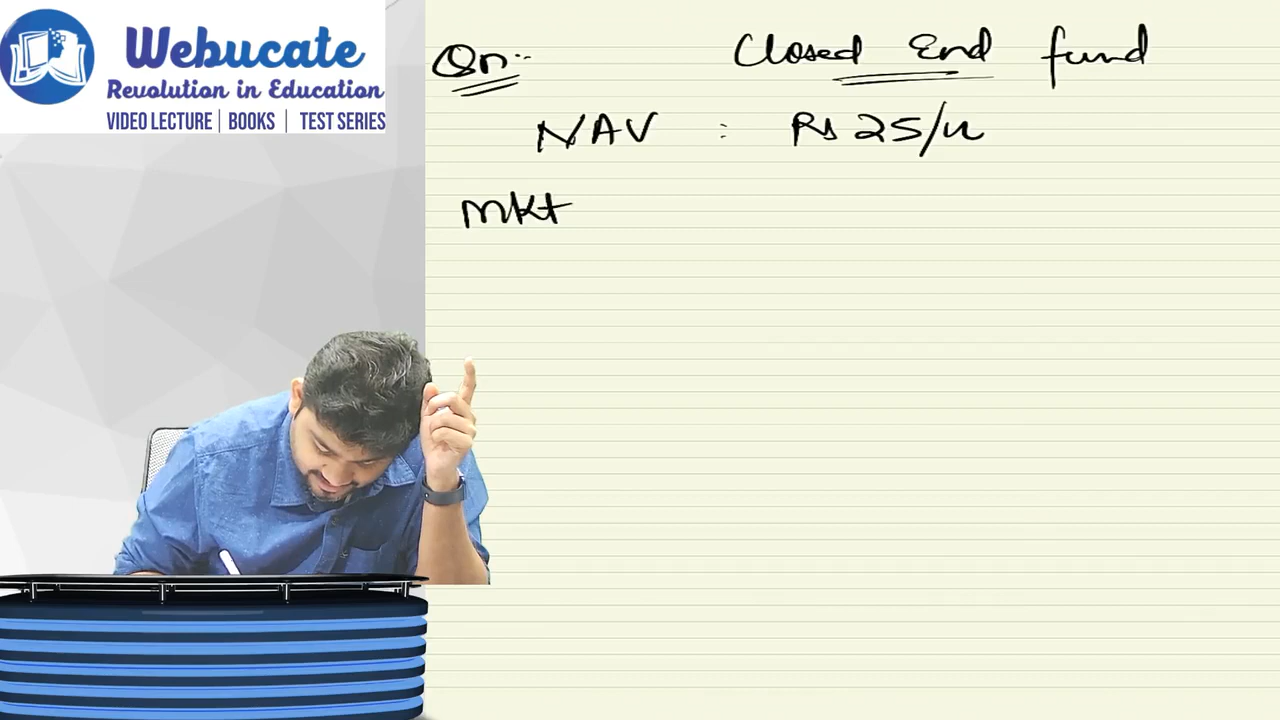 Webucate
Revolution in Education
VIDEO LECTURE | BOOKS | TEST SERIES
Qn:- Closed End fund
NAV : Rs 25/u
Mkt